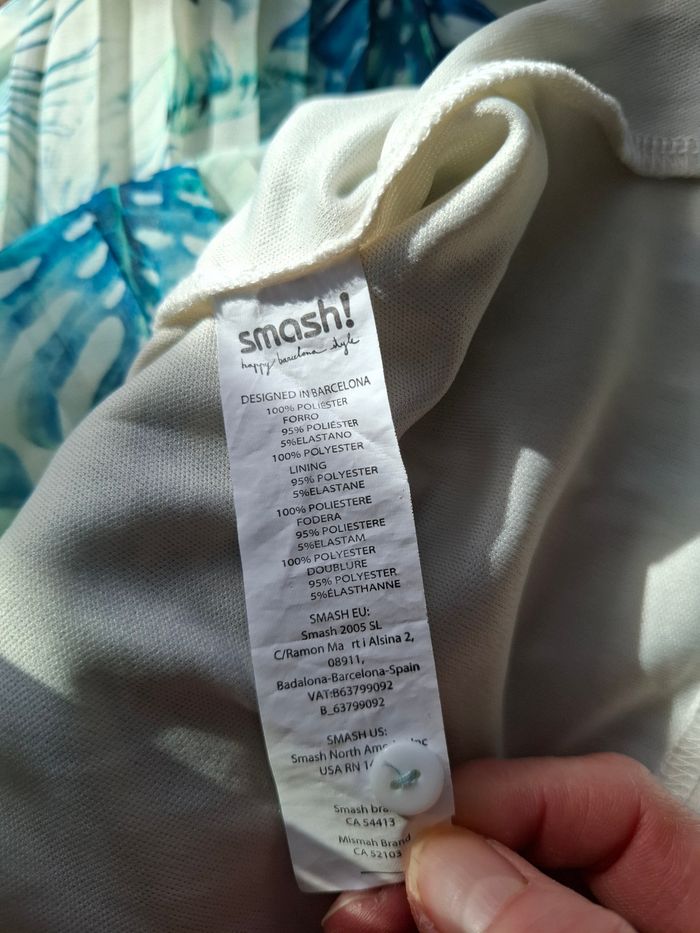 smash!
happy barcelona style
DESIGNED IN BARCELONA
100% POLIÉSTER
FORRO
95% POLIÉSTER
5%ELASTANO
100% POLYESTER
LINING
95% POLYESTER
5%ELASTANE
100% POLIESTERE
FODERA
95% POLIESTERE
5%ELASTAM
100% POLYESTER
DOUBLURE
95% POLYESTER
5%ÉLASTHANNE
SMASH EU:
Smash 2005 SL
C/Ramon Ma rt i Alsina 2,
08911,
Badalona-Barcelona-Spain
VAT:B63799092
B_63799092
SMASH US:
Smash North Inc
USA RN
Smash
CA 54413
Mismah Brand
CA 52103